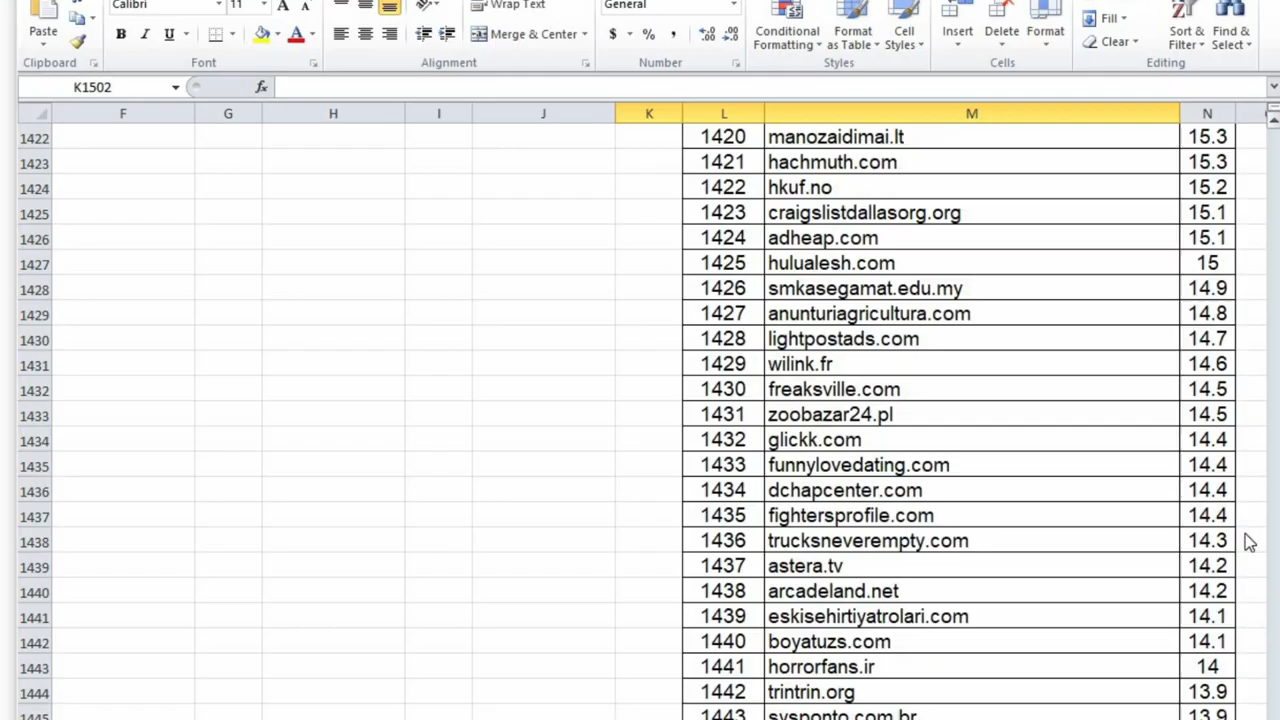 Calibri 11 A A Wrap Text General
Paste B I U Merge & Center $ % , .00 Conditional Formatting Format as Table Cell Styles Insert Delete Format Fill Clear Sort & Filter Find & Select
Clipboard Font Alignment Number Styles Cells Editing
K1502 fx
F G H I J K L M N
1422 1420 manozaidimai.lt 15.3
1423 1421 hachmuth.com 15.3
1424 1422 hkuf.no 15.2
1425 1423 craigslistdallasorg.org 15.1
1426 1424 adheap.com 15.1
1427 1425 hulualesh.com 15
1428 1426 smkasegamat.edu.my 14.9
1429 1427 anunturiagricultura.com 14.8
1430 1428 lightpostads.com 14.7
1431 1429 wilink.fr 14.6
1432 1430 freaksville.com 14.5
1433 1431 zoobazar24.pl 14.5
1434 1432 glickk.com 14.4
1435 1433 funnylovedating.com 14.4
1436 1434 dchapcenter.com 14.4
1437 1435 fightersprofile.com 14.4
1438 1436 trucksneverempty.com 14.3
1439 1437 astera.tv 14.2
1440 1438 arcadeland.net 14.2
1441 1439 eskisehirtiyatrolari.com 14.1
1442 1440 boyatuzs.com 14.1
1443 1441 horrorfans.ir 14
1444 1442 trintrin.org 13.9
1445 1443 sysponto.com.br 13.9